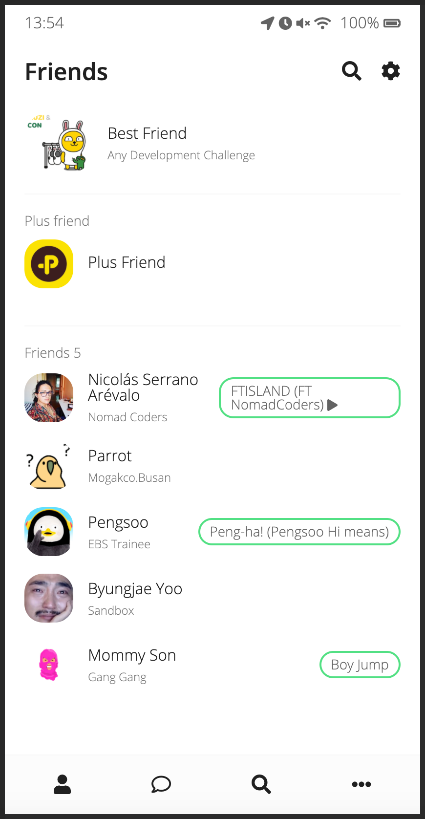 13:54 100%
Friends
IZI &
CON
Best Friend
Any Development Challenge
Plus friend
P
Plus Friend
Friends 5
Nicolás Serrano
Arévalo
Nomad Coders
FTISLAND (FT
NomadCoders)
? ?
Parrot
Mogakco.Busan
Pengsoo
EBS Trainee
Peng-ha! (Pengsoo Hi means)
Byungjae Yoo
Sandbox
Mommy Son
Gang Gang
Boy Jump